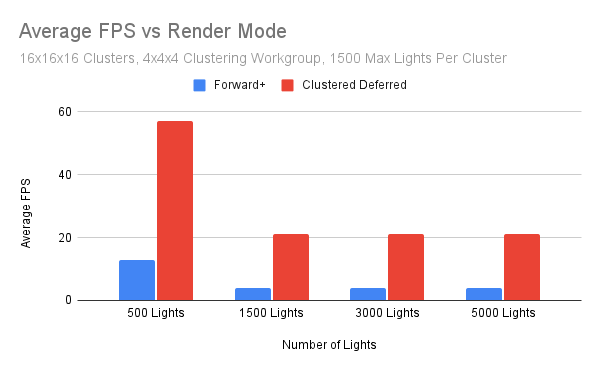 Average FPS vs Render Mode
16x16x16 Clusters, 4x4x4 Clustering Workgroup, 1500 Max Lights Per Cluster
Forward+ Clustered Deferred
60
40
20
0
Average FPS
500 Lights 1500 Lights 3000 Lights 5000 Lights
Number of Lights